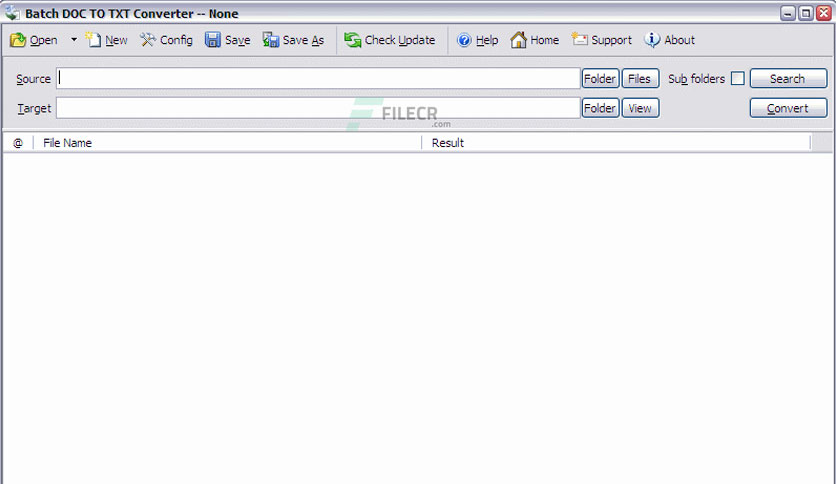 Batch DOC TO TXT Converter -- None
Open New Config Save Save As Check Update Help Home Support About
Source Folder Files Sub folders Search
Target Folder View Convert
FILECR
.com
@ File Name Result